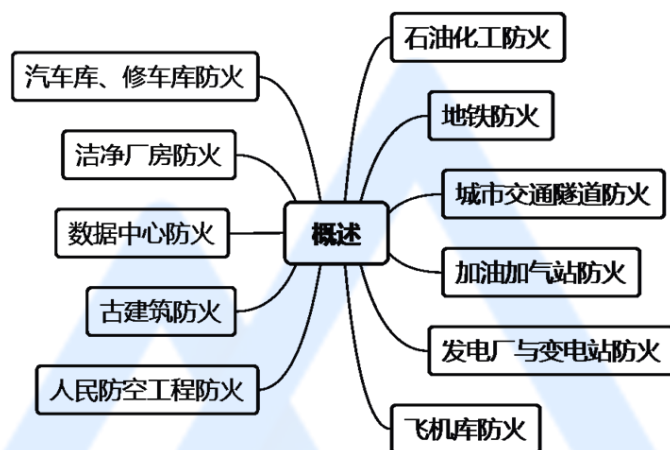 石油化工防火
地铁防火
城市交通隧道防火
加油加气站防火
发电厂与变电站防火
飞机库防火
概述
汽车库、修车库防火
洁净厂房防火
数据中心防火
古建筑防火
人民防空工程防火